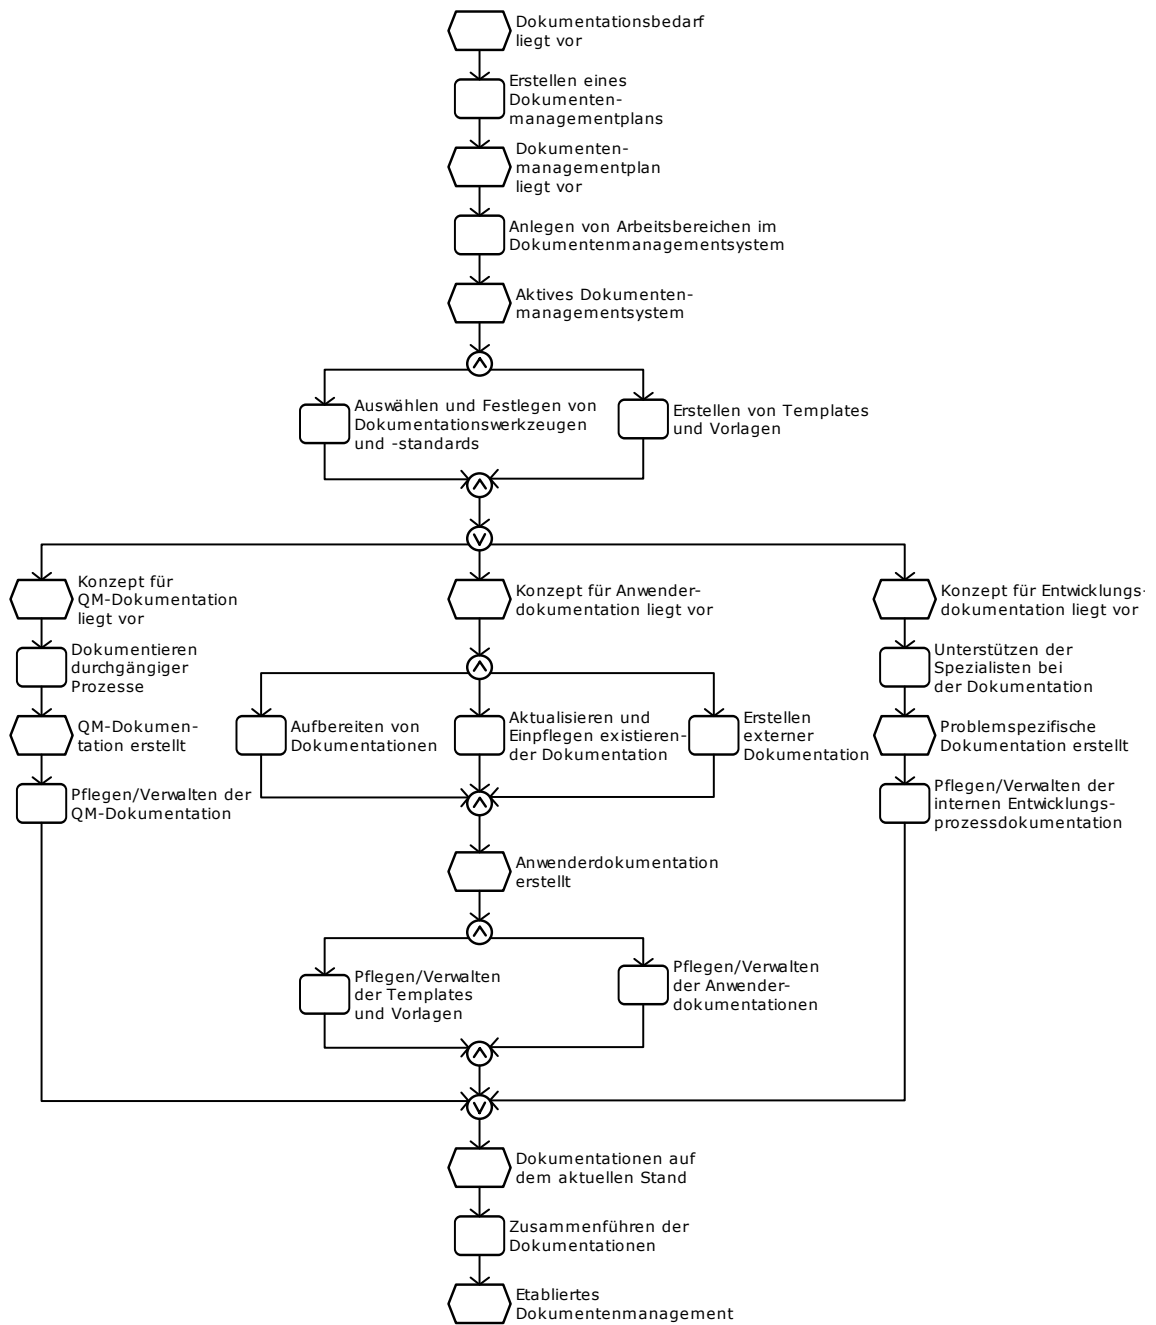 Dokumentationsbedarf
liegt vor
Erstellen eines
Dokumenten-
managementplans
Dokumenten-
managementplan
liegt vor
Anlegen von Arbeitsbereichen im
Dokumentenmanagementsystem
Aktives Dokumenten-
managementsystem
Auswählen und Festlegen von
Dokumentationswerkzeugen
und -standards
Erstellen von Templates
und Vorlagen
Konzept für
QM-Dokumentation
liegt vor
Konzept für Anwender-
dokumentation liegt vor
Konzept für Entwicklungs-
dokumentation liegt vor
Dokumentieren
durchgängiger
Prozesse
Unterstützen der
Spezialisten bei
der Dokumentation
QM-Dokumen-
tation erstellt
Aufbereiten von
Dokumentationen
Aktualisieren und
Einpflegen existieren-
der Dokumentation
Erstellen
externer
Dokumentation
Problemspezifische
Dokumentation erstellt
Pflegen/Verwalten der
QM-Dokumentation
Pflegen/Verwalten der
internen Entwicklungs-
prozessdokumentation
Anwenderdokumentation
erstellt
Pflegen/Verwalten
der Templates
und Vorlagen
Pflegen/Verwalten
der Anwender-
dokumentationen
Dokumentationen auf
dem aktuellen Stand
Zusammenführen der
Dokumentationen
Etabliertes
Dokumentenmanagement